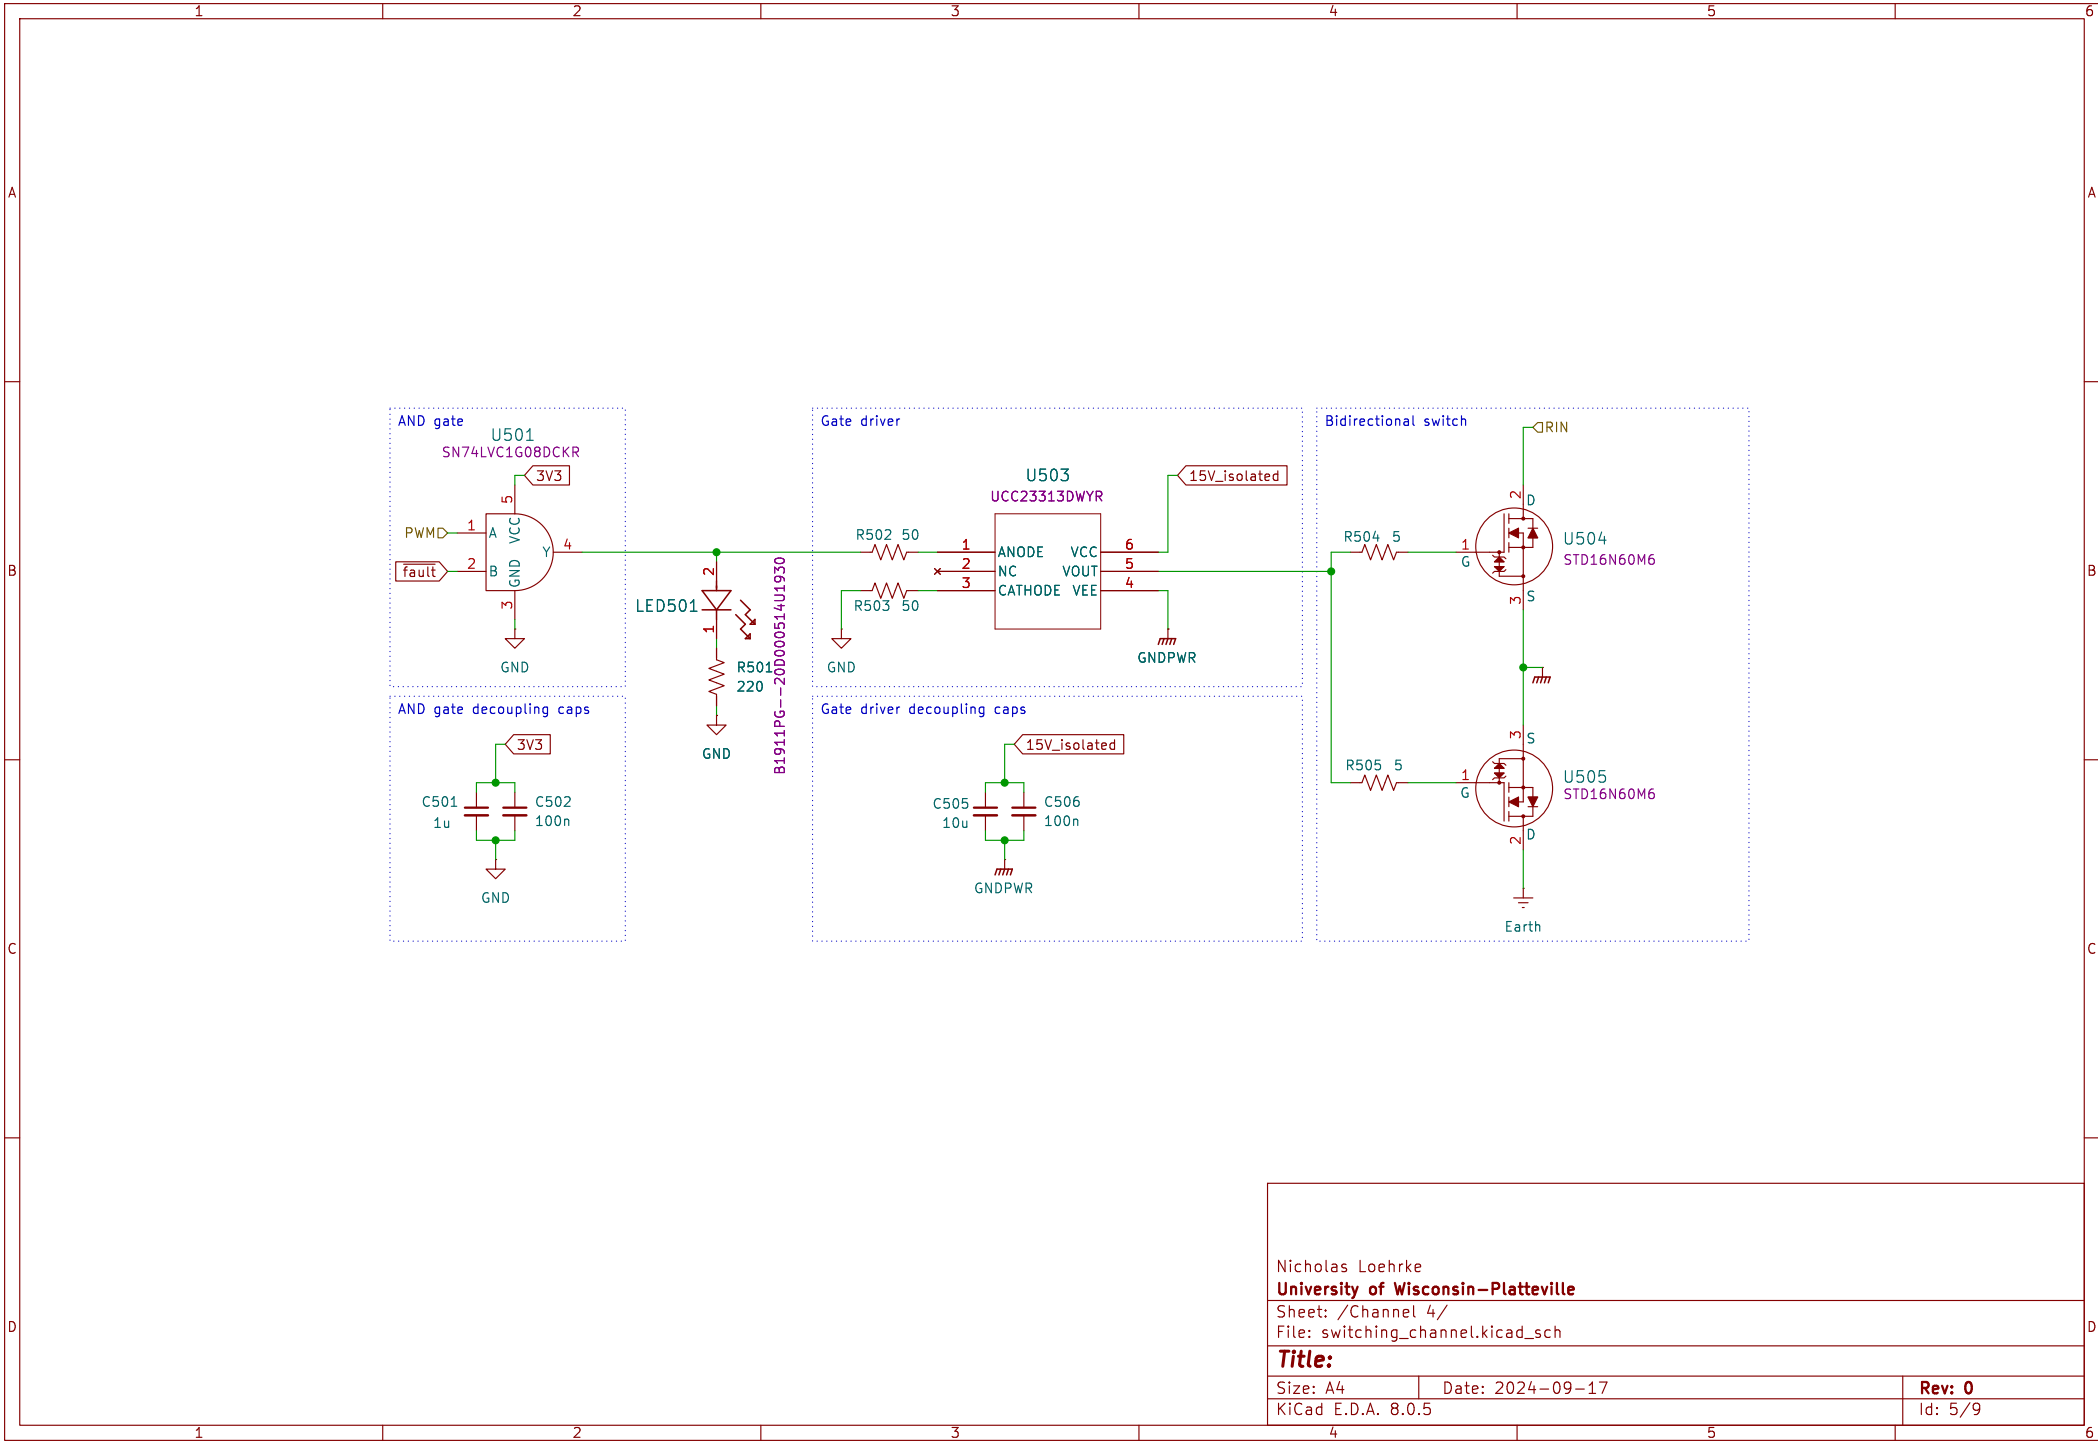 1 2 3 4 5 6
A A
B B
C C
D D
AND gate
U501
SN74LVC1G08DCKR
3V3
5
VCC
PWM
1
A
fault
2
B
GND
Y
4
3
GND
2
LED501
1
B1911PG--20D000514U1930
R501
220
GND
Gate driver
U503
UCC23313DWYR
15V_isolated
R502 50
1
ANODE
VCC
6
2
NC
VOUT
5
3
CATHODE
VEE
4
R503 50
GND
GNDPWR
Bidirectional switch
RIN
2
D
R504 5
1
G
U504
STD16N60M6
S
3
3
S
R505 5
1
G
U505
STD16N60M6
D
2
Earth
AND gate decoupling caps
3V3
C501
1u
C502
100n
GND
Gate driver decoupling caps
15V_isolated
C505
10u
C506
100n
GNDPWR
Nicholas Loehrke
University of Wisconsin-Platteville
Sheet: /Channel 4/
File: switching_channel.kicad_sch
Title:
Size: A4
Date: 2024-09-17
Rev: 0
KiCad E.D.A. 8.0.5
Id: 5/9
1 2 3 4 5 6